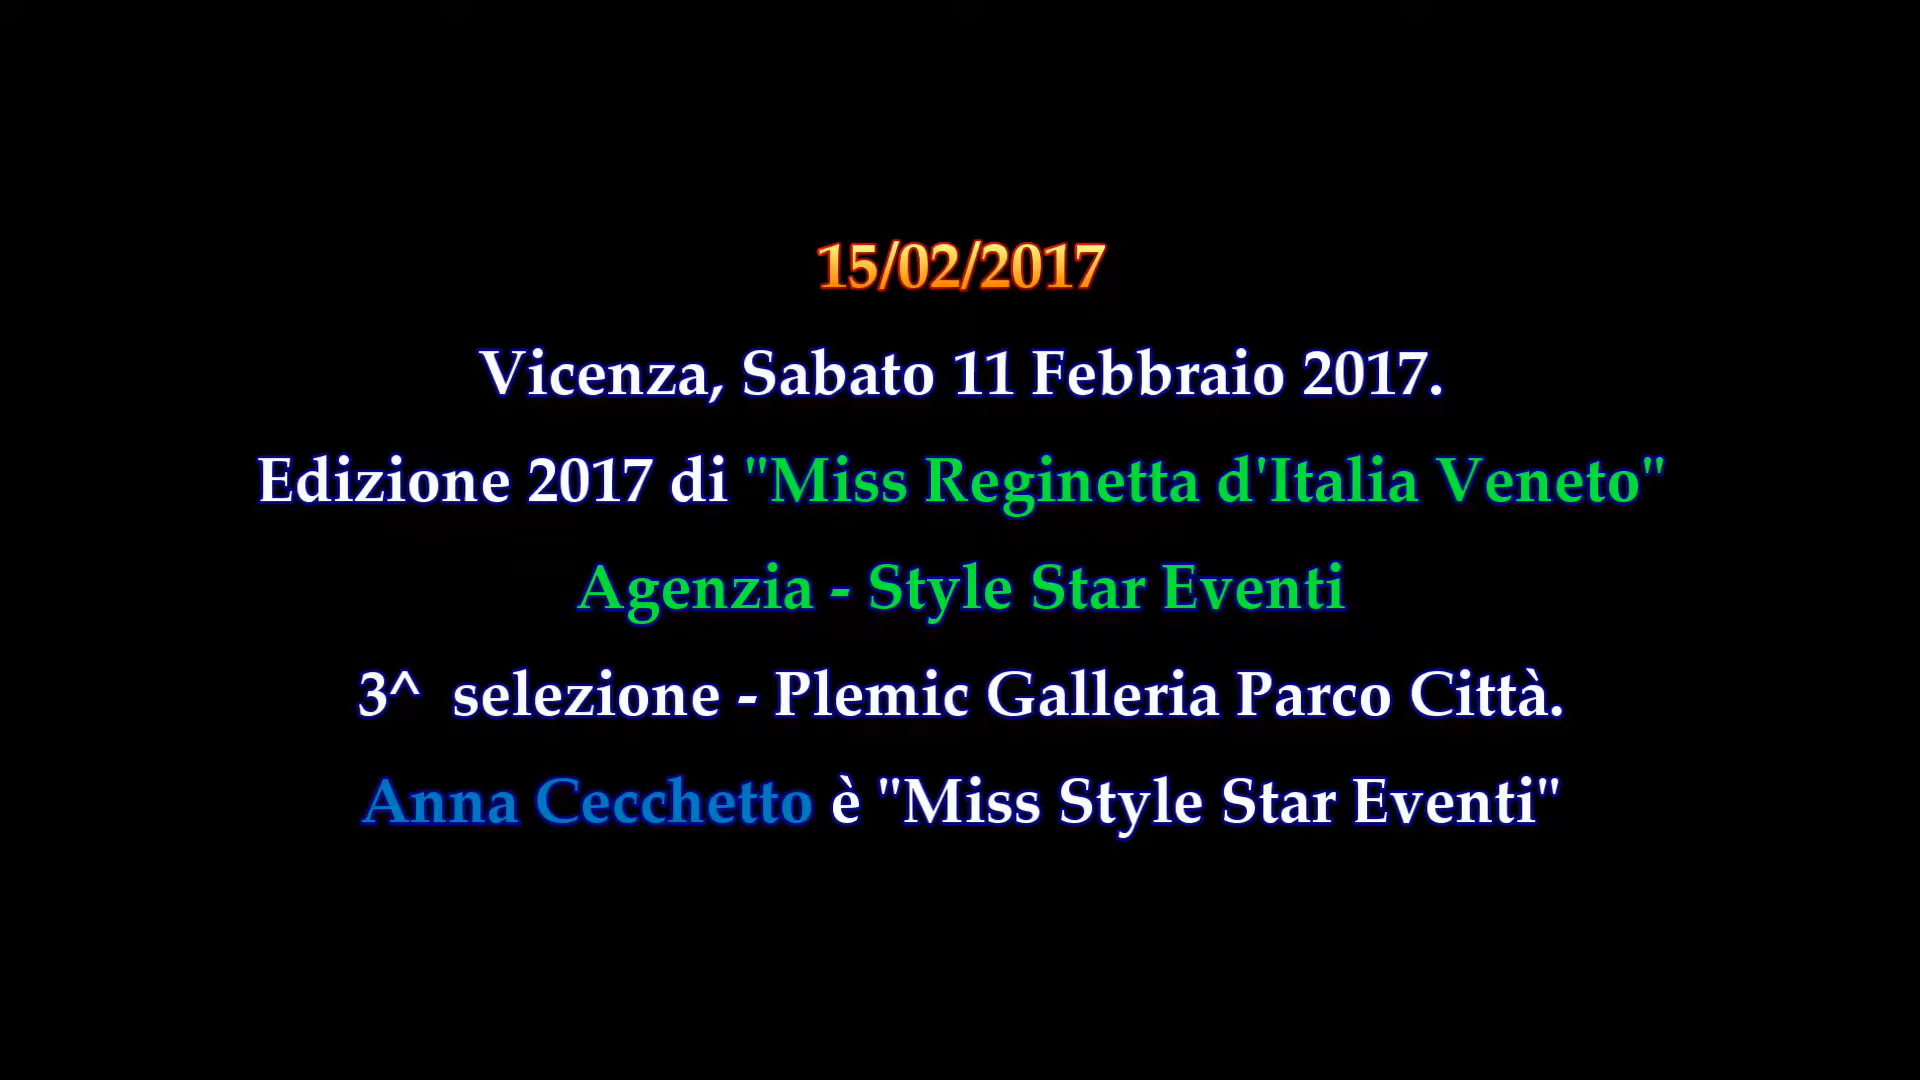 15/02/2017
Vicenza, Sabato 11 Febbraio 2017.
Edizione 2017 di "Miss Reginetta d'Italia Veneto"
Agenzia - Style Star Eventi
3^  selezione - Plemic Galleria Parco Città.
Anna Cecchetto è "Miss Style Star Eventi"